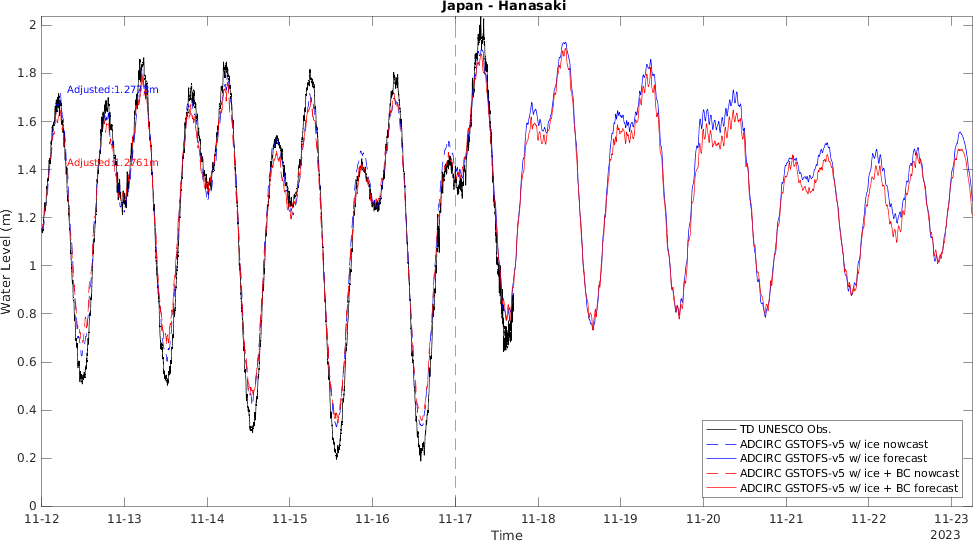 Japan - Hanasaki
Water Level (m)
2
1.8
1.6
1.4
1.2
1
0.8
0.6
0.4
0.2
0
Adjusted:1.2775m
Adjusted:1.2761m
TD UNESCO Obs.
ADCIRC GSTOFS-v5 w/ ice nowcast
ADCIRC GSTOFS-v5 w/ ice forecast
ADCIRC GSTOFS-v5 w/ ice + BC nowcast
ADCIRC GSTOFS-v5 w/ ice + BC forecast
11-12 11-13 11-14 11-15 11-16 11-17 11-18 11-19 11-20 11-21 11-22 11-23
Time
2023